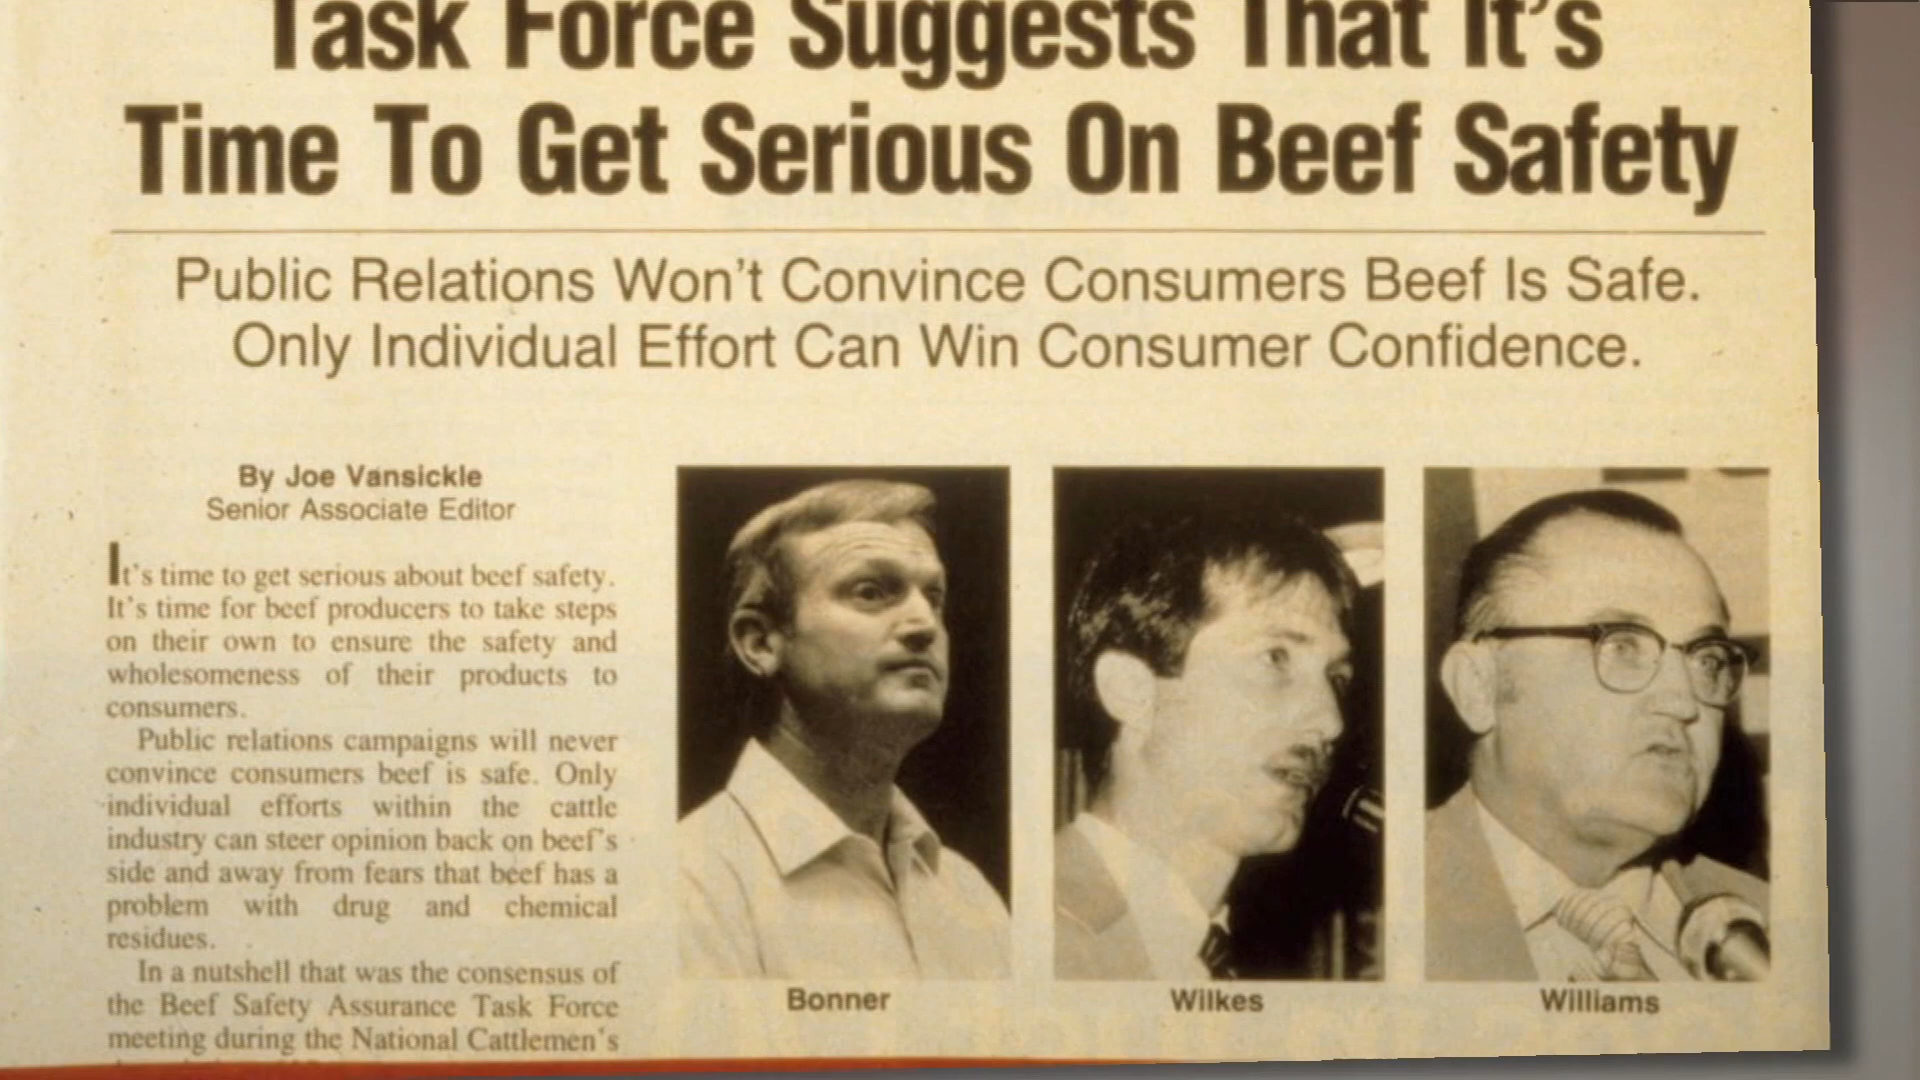 Task Force Suggests That It's
Time To Get Serious On Beef Safety
Public Relations Won't Convince Consumers Beef Is Safe.
Only Individual Effort Can Win Consumer Confidence.
By Joe Vansickle
Senior Associate Editor
It's time to get serious about beef safety.
It's time for beef producers to take steps
on their own to ensure the safety and
wholesomeness of their products to
consumers.
Public relations campaigns will never
convince consumers beef is safe. Only
individual efforts within the cattle
industry can steer opinion back on beef's
side and away from fears that beef has a
problem with drug and chemical
residues.
In a nutshell that was the consensus of
the Beef Safety Assurance Task Force
meeting during the National Cattlemen's
Bonner
Wilkes
Williams